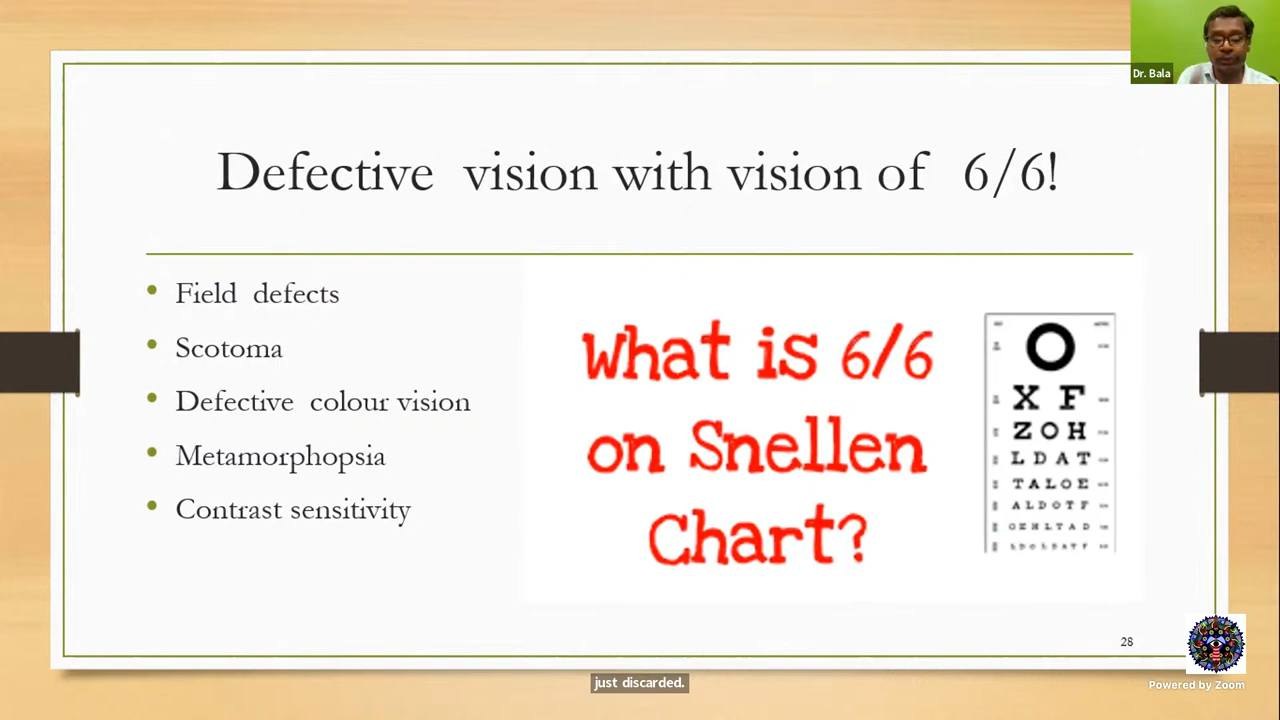 Dr. Bala
Defective vision with vision of 6/6!
• Field defects
• Scotoma
• Defective colour vision
• Metamorphopsia
• Contrast sensitivity
What is 6/6
on Snellen
Chart?
O
X F
Z O H
L D A T
T A L O E
A L D O T F
28
just discarded.
Powered by Zoom